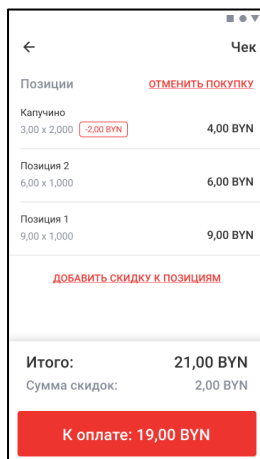 Чек
Позиции ОТМЕНИТЬ ПОКУПКУ
Капучино
3,00 x 2,000 -2,00 BYN 4,00 BYN
Позиция 2
6,00 x 1,000 6,00 BYN
Позиция 1
9,00 x 1,000 9,00 BYN
ДОБАВИТЬ СКИДКУ К ПОЗИЦИЯМ
Итого: 21,00 BYN
Сумма скидок: 2,00 BYN
К оплате: 19,00 BYN